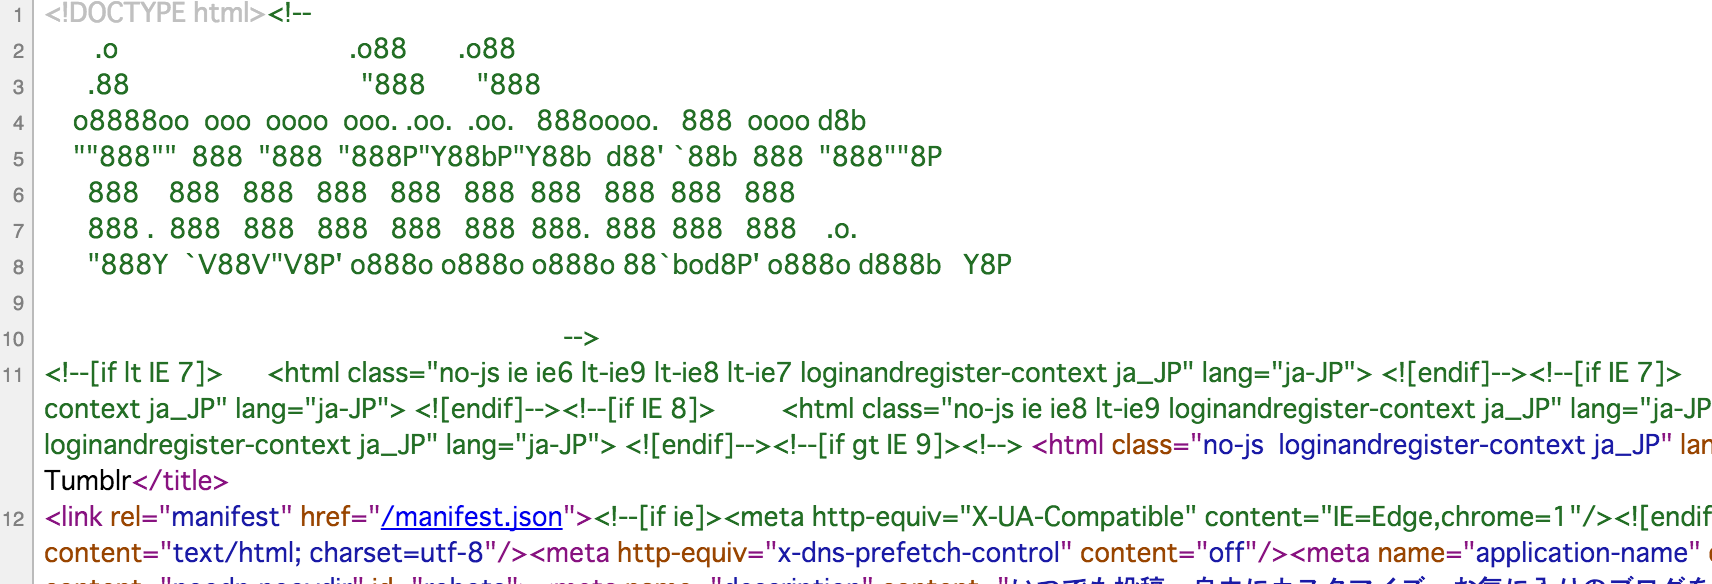 1 <!DOCTYPE html><!--
2 .o .o88 .o88
3 .88 "888 "888
4 o8888oo ooo oooo ooo. .oo. .oo. 888oooo. 888 oooo d8b
5 ""888"" 888 "888 "888P"Y88bP"Y88b d88' `88b 888 "888""8P
6 888 888 888 888 888 888 888 888 888 888
7 888 . 888 888 888 888 888 888. 888 888 888 .o.
8 "888Y `V88V"V8P' o888o o888o o888o 88`bod8P' o888o d888b Y8P
9
10 -->
11 <!--[if lt IE 7]> <html class="no-js ie ie6 lt-ie9 lt-ie8 lt-ie7 loginandregister-context ja_JP" lang="ja-JP"> <![endif]--><!--[if IE 7]>
context ja_JP" lang="ja-JP"> <![endif]--><!--[if IE 8]> <html class="no-js ie ie8 lt-ie9 loginandregister-context ja_JP" lang="ja-JP
loginandregister-context ja_JP" lang="ja-JP"> <![endif]--><!--[if gt IE 9]><!--> <html class="no-js loginandregister-context ja_JP" lan
Tumblr</title>
12 <link rel="manifest" href="/manifest.json"><!--[if ie]><meta http-equiv="X-UA-Compatible" content="IE=Edge,chrome=1"/><![endif
content="text/html; charset=utf-8"/><meta http-equiv="x-dns-prefetch-control" content="off"/><meta name="application-name"